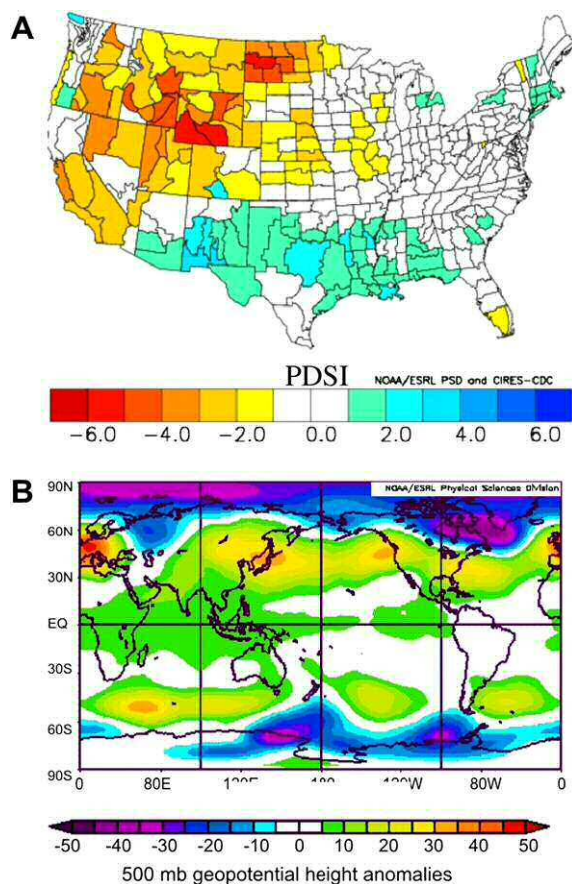 A
PDSI NOAA/ESRL PSD and CIRES-CDC
-6.0 -4.0 -2.0 0.0 2.0 4.0 6.0
B
NOAA/ESRL Physical Sciences Division
90N
60N
30N
EQ
30S
60S
90S
0 80E 80W 0
-50 -40 -30 -20 -10 0 10 20 30 40 50
500 mb geopotential height anomalies